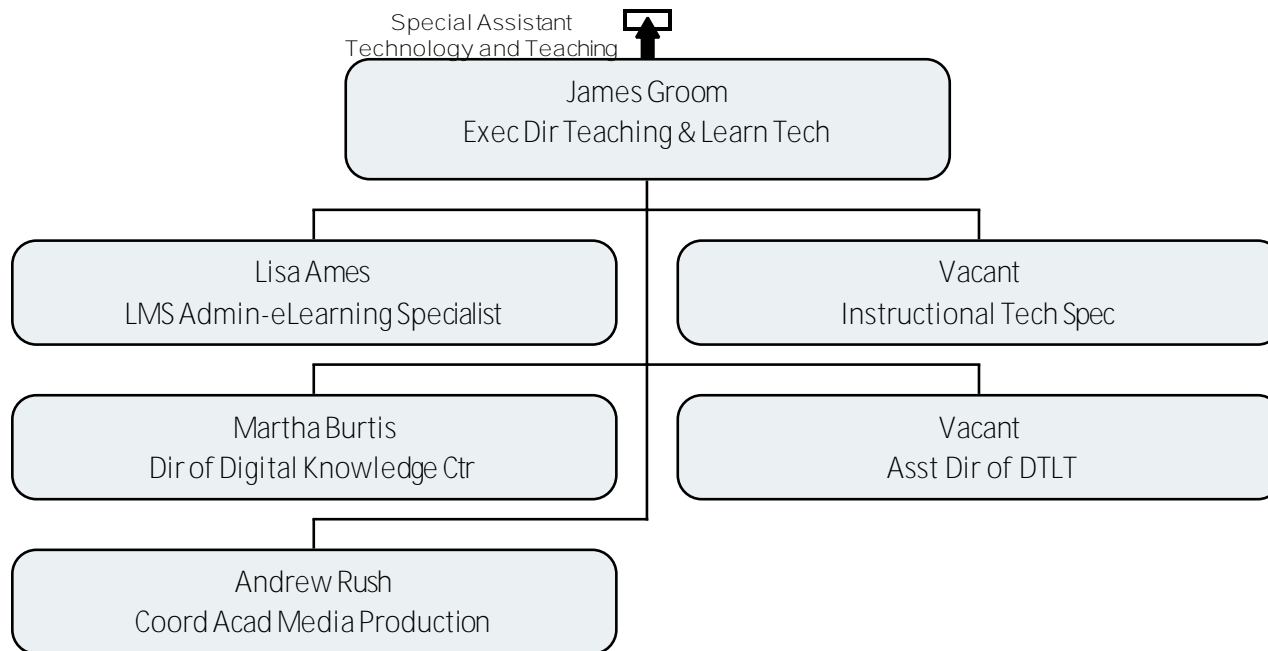 Special Assistant
Technology and Teaching
James Groom
Exec Dir Teaching & Learn Tech
Lisa Ames
LMS Admin-eLearning Specialist
Vacant
Instructional Tech Spec
Martha Burtis
Dir of Digital Knowledge Ctr
Vacant
Asst Dir of DTLT
Andrew Rush
Coord Acad Media Production